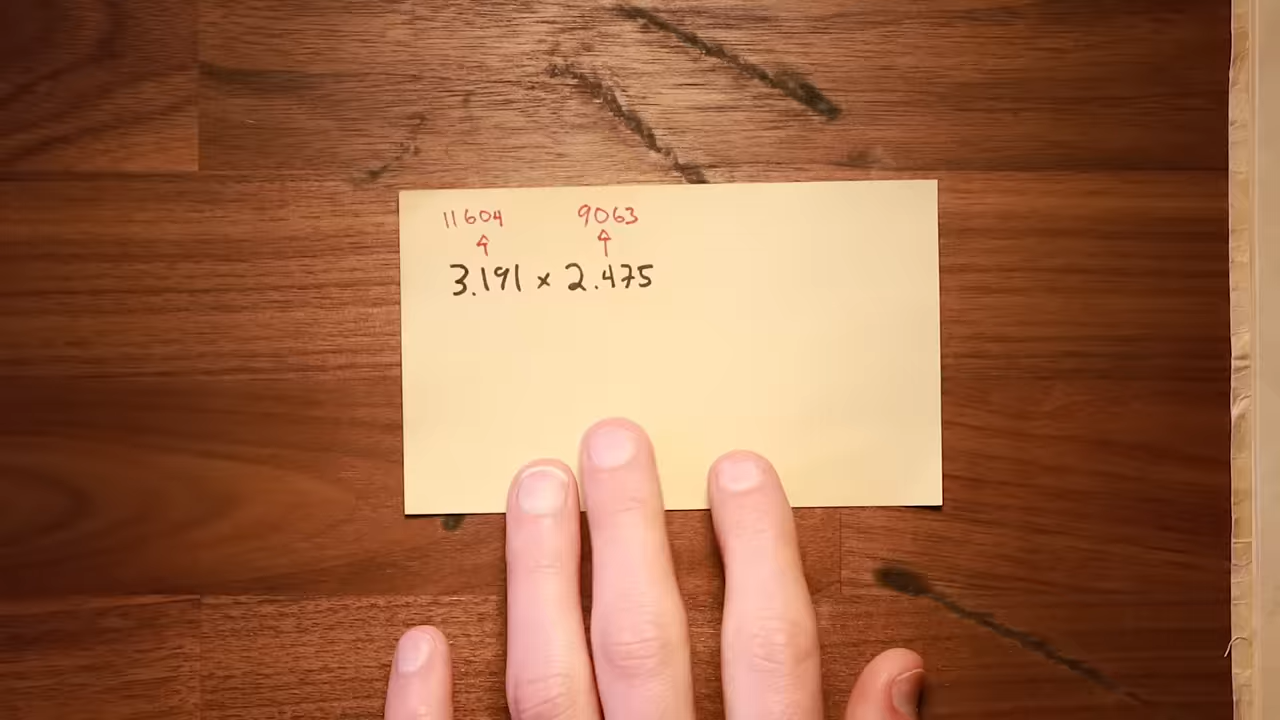 11604 9063
↑ ↑
3.191 × 2.475